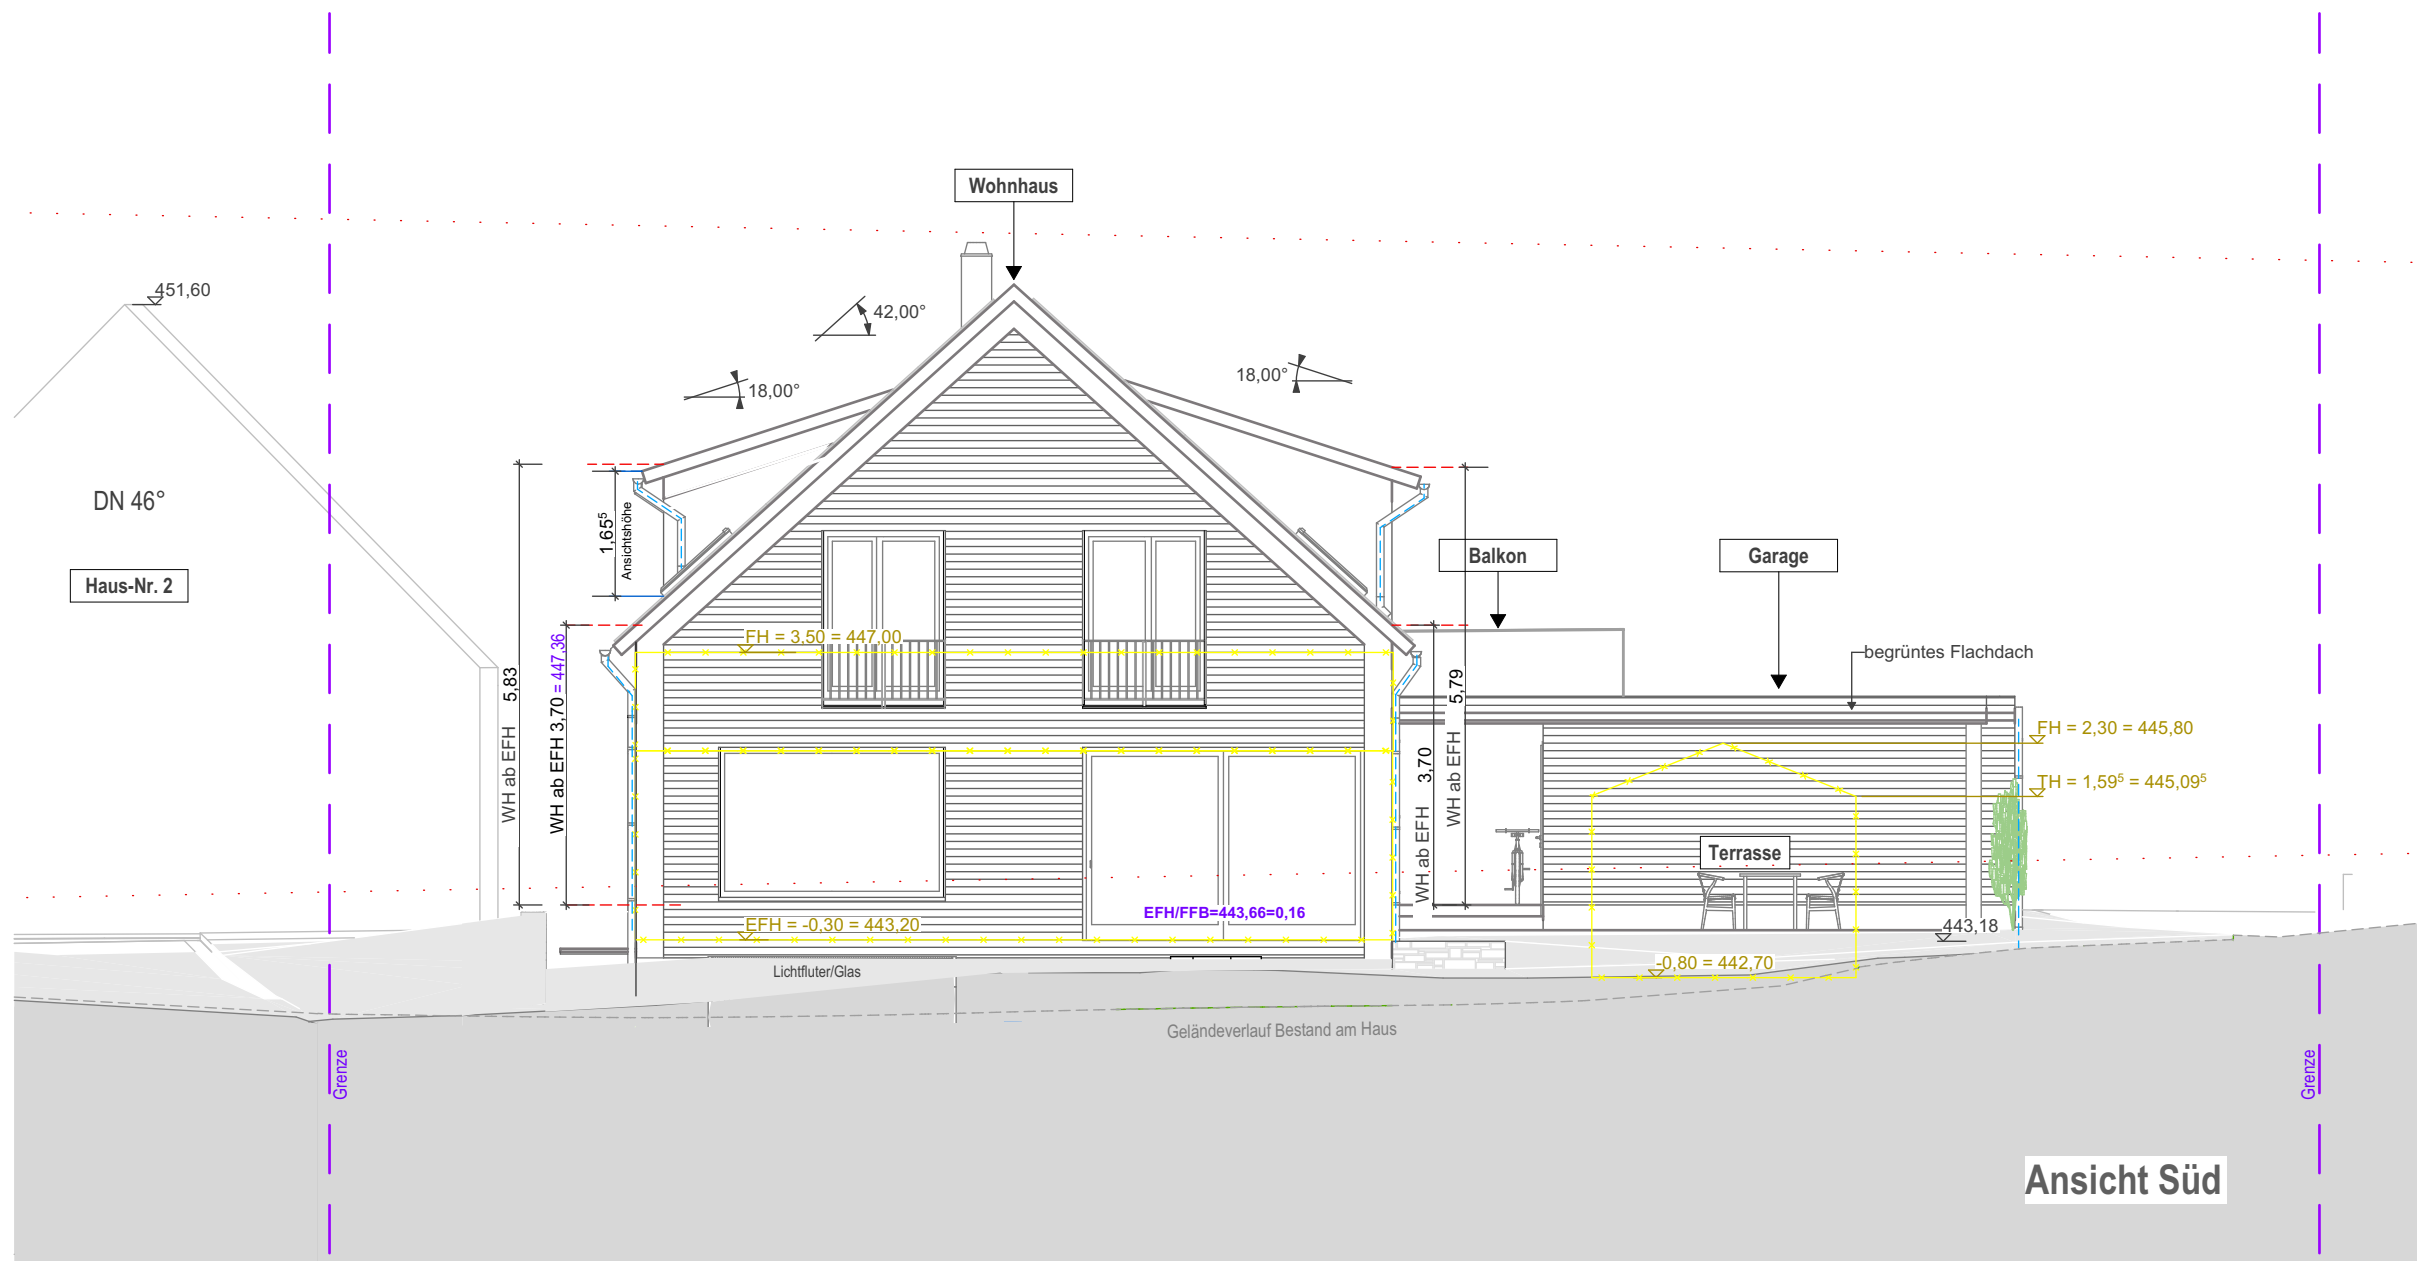 Wohnhaus
451,60
42,00°
18,00°
18,00°
DN 46°
Haus-Nr. 2
1,65⁵
Ansichtshöhe
Balkon
Garage
begrüntes Flachdach
FH = 3,50 = 447,00
WH ab EFH 5,83
WH ab EFH 3,70 = 447,36
WH ab EFH 3,70
WH ab EFH 5,79
FH = 2,30 = 445,80
TH = 1,59⁵ = 445,09⁵
Terrasse
EFH/FFB=443,66=0,16
EFH = -0,30 = 443,20
443,18
-0,80 = 442,70
Lichtfluter/Glas
Geländeverlauf Bestand am Haus
Grenze
Grenze
Ansicht Süd